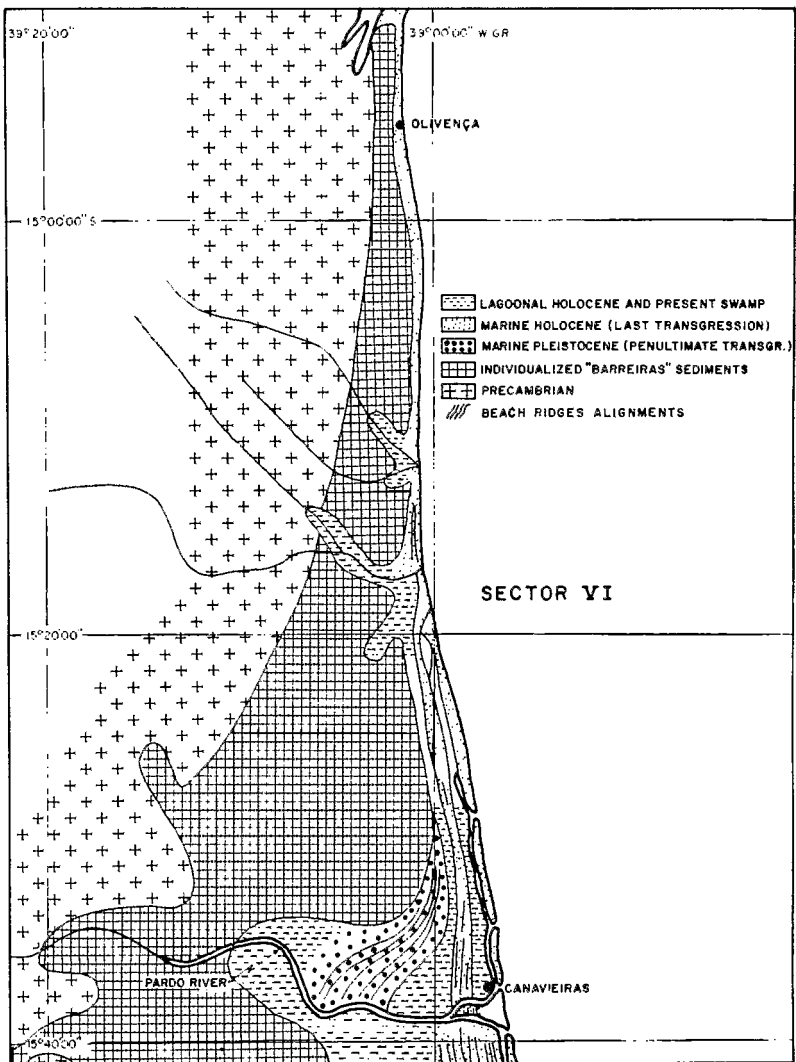 39°20'00"
39°00'00" W GR.
OLIVENÇA
15°00'00" S
LAGOONAL HOLOCENE AND PRESENT SWAMP
MARINE HOLOCENE (LAST TRANSGRESSION)
MARINE PLEISTOCENE (PENULTIMATE TRANSGR.)
INDIVIDUALIZED "BARREIRAS" SEDIMENTS
PRECAMBRIAN
BEACH RIDGES ALIGNMENTS
SECTOR VI
15°20'00"
PARDO RIVER
CANAVIEIRAS
15°40'00"